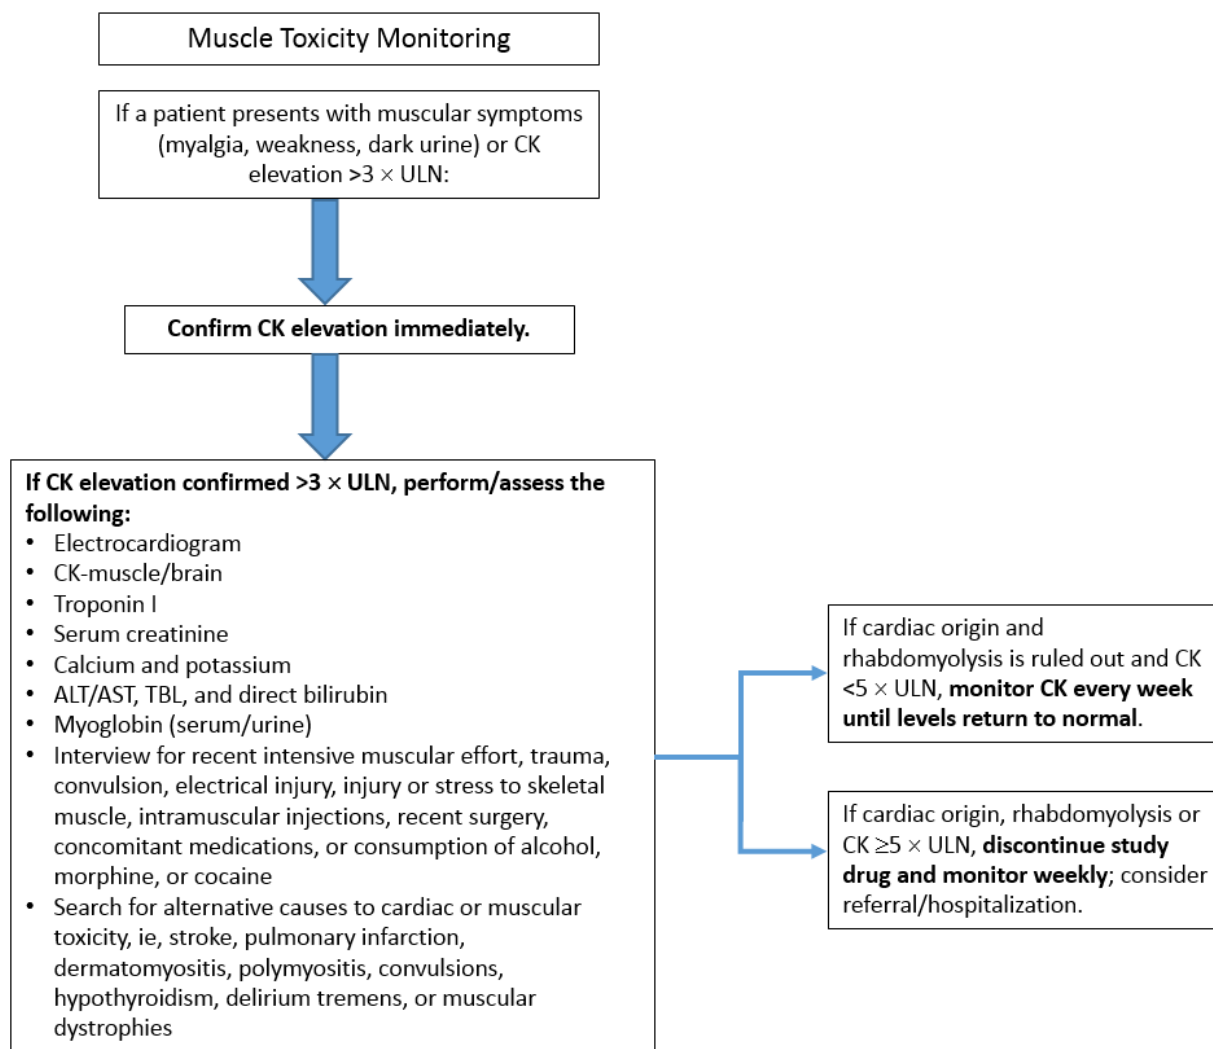 Muscle Toxicity Monitoring
If a patient presents with muscular symptoms
(myalgia, weakness, dark urine) or CK
elevation >3 × ULN:
Confirm CK elevation immediately.
If CK elevation confirmed >3 × ULN, perform/assess the
following:
• Electrocardiogram
• CK-muscle/brain
• Troponin I
• Serum creatinine
• Calcium and potassium
• ALT/AST, TBL, and direct bilirubin
• Myoglobin (serum/urine)
• Interview for recent intensive muscular effort, trauma,
convulsion, electrical injury, injury or stress to skeletal
muscle, intramuscular injections, recent surgery,
concomitant medications, or consumption of alcohol,
morphine, or cocaine
• Search for alternative causes to cardiac or muscular
toxicity, ie, stroke, pulmonary infarction,
dermatomyositis, polymyositis, convulsions,
hypothyroidism, delirium tremens, or muscular
dystrophies
If cardiac origin and
rhabdomyolysis is ruled out and CK
<5 × ULN, monitor CK every week
until levels return to normal.
If cardiac origin, rhabdomyolysis or
CK ≥5 × ULN, discontinue study
drug and monitor weekly; consider
referral/hospitalization.